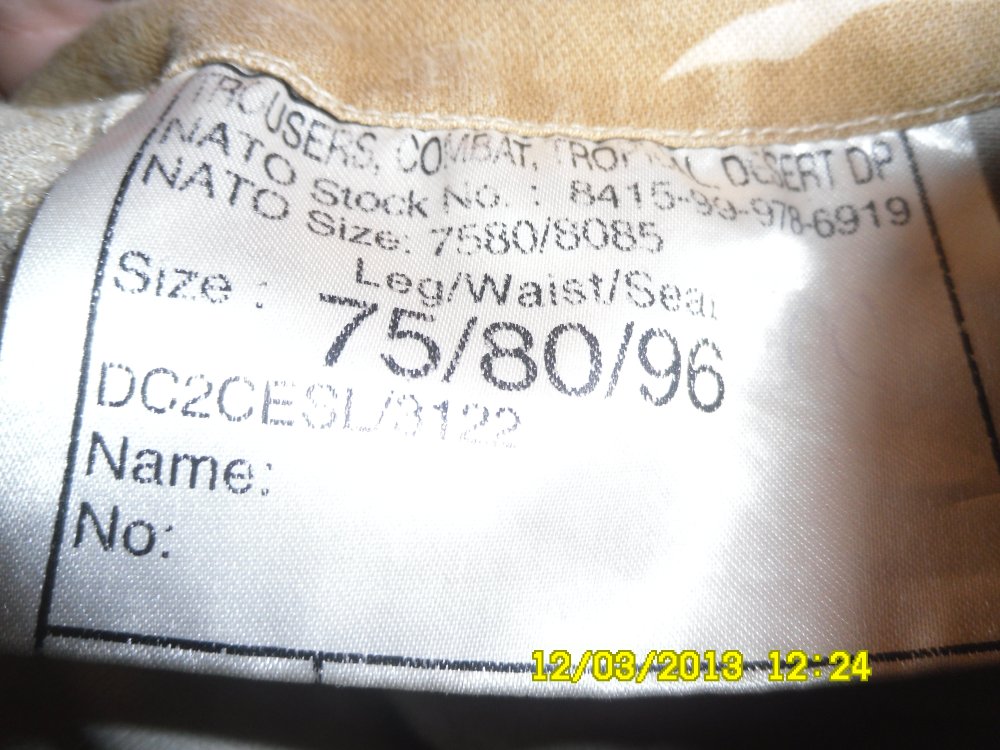 TROUSERS, COMBAT, TROPICAL, DESERT DP
NATO Stock No. : 8415-99-978-6919
NATO Size: 7580/8085
Leg/Waist/Seat
Size : 75/80/96
DC2CESL/3122
Name:
No:
12/03/2013 12:24